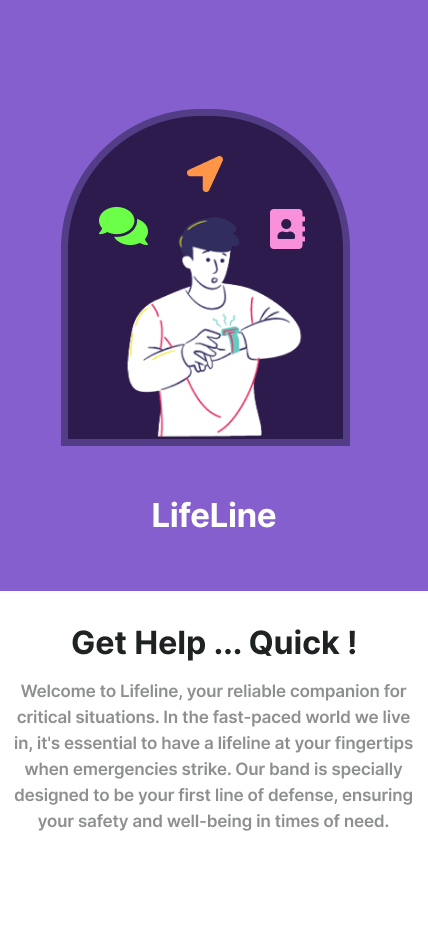 LifeLine
Get Help ... Quick !
Welcome to Lifeline, your reliable companion for
critical situations. In the fast-paced world we live
in, it's essential to have a lifeline at your fingertips
when emergencies strike. Our band is specially
designed to be your first line of defense, ensuring
your safety and well-being in times of need.